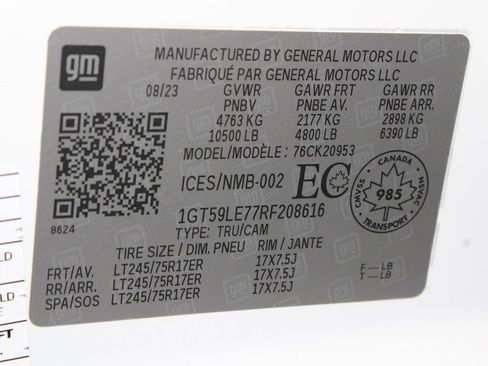 gm
MANUFACTURED BY GENERAL MOTORS LLC
FABRIQUÉ PAR GENERAL MOTORS LLC
08/23 GVWR GAWR FRT GAWR RR
PNBV PNBE AV. PNBE ARR.
4763 KG 2177 KG 2898 KG
10500 LB 4800 LB 6390 LB
MODEL/MODÈLE: 76CK20953
ICES/NMB-002 EC
CANADA
CMVSS 985 NSVAC
8624
1GT59LE77RF208616
TYPE: TRU/CAM
TIRE SIZE / DIM. PNEU RIM / JANTE
FRT/AV. LT245/75R17ER 17X7.5J F—LB
RR/ARR. LT245/75R17ER 17X7.5J T—LB
SPA/SOS LT245/75R17ER 17X7.5J
LD
LD
FT